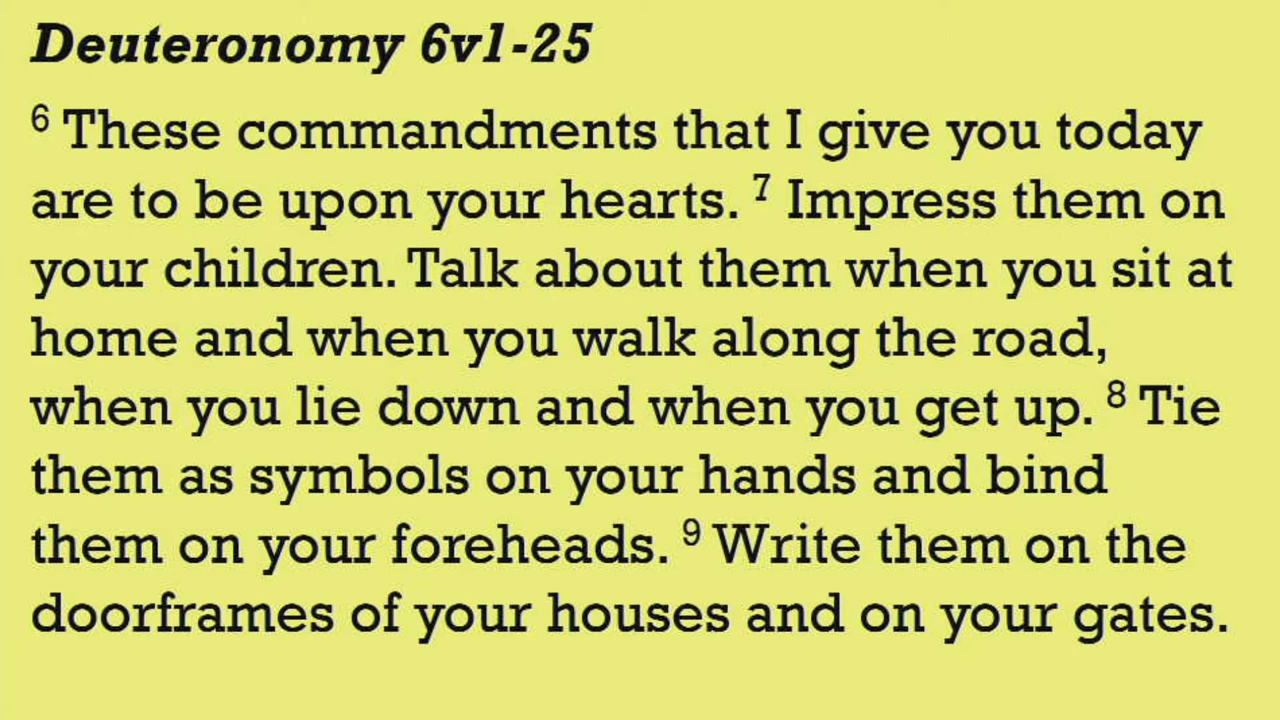 Deuteronomy 6v1-25
6 These commandments that I give you today
are to be upon your hearts. 7 Impress them on
your children. Talk about them when you sit at
home and when you walk along the road,
when you lie down and when you get up. 8 Tie
them as symbols on your hands and bind
them on your foreheads. 9 Write them on the
doorframes of your houses and on your gates.